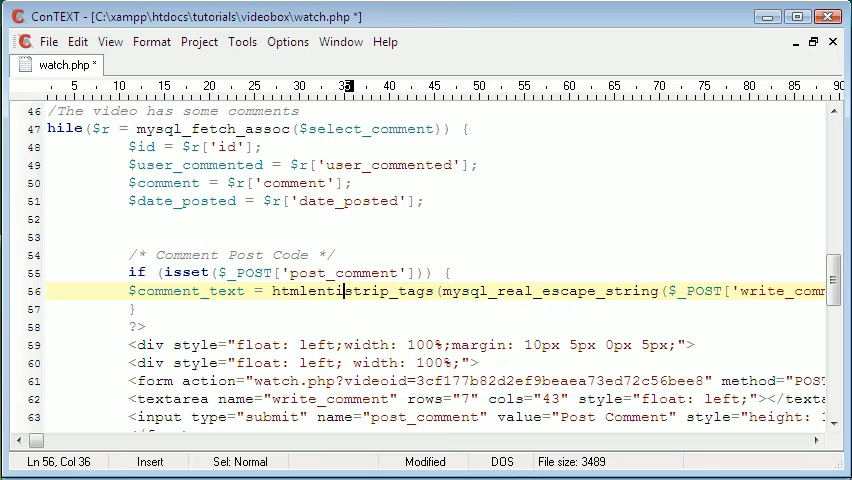 ConTEXT - [C:\xampp\htdocs\tutorials\videobox\watch.php *]
File Edit View Format Project Tools Options Window Help
watch.php *
5 10 15 20 25 30 35 40 45 50 55 60 65 70 75 80 85 90
46 /The video has some comments
47 hile($r = mysql_fetch_assoc($select_comment)) {
48 $id = $r['id'];
49 $user_commented = $r['user_commented'];
50 $comment = $r['comment'];
51 $date_posted = $r['date_posted'];
52
53
54 /* Comment Post Code */
55 if (isset($_POST['post_comment'])) {
56 $comment_text = htmlentistrip_tags(mysql_real_escape_string($_POST['write_comm
57 }
58 ?>
59 <div style="float: left;width: 100%;margin: 10px 5px 0px 5px;">
60 <div style="float: left; width: 100%;">
61 <form action="watch.php?videoid=3cf177b82d2ef9beaea73ed72c56bee8" method="POST
62 <textarea name="write_comment" rows="7" cols="43" style="float: left;"></texta
63 <input type="submit" name="post_comment" value="Post Comment" style="height: 1
Ln 56, Col 36 Insert Sel: Normal Modified DOS File size: 3489